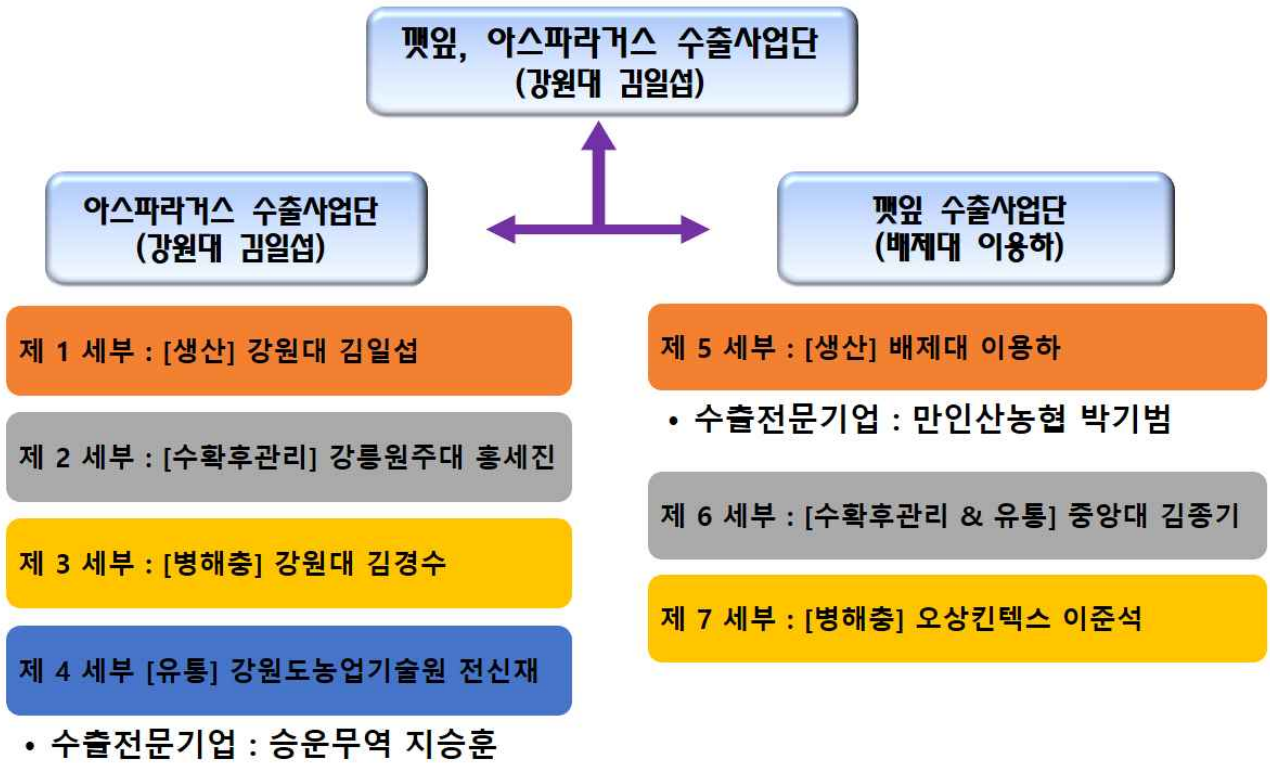 깻잎, 아스파라거스 수출사업단
(강원대 김일섭)
아스파라거스 수출사업단
(강원대 김일섭)
제 1 세부 : [생산] 강원대 김일섭
제 2 세부 : [수확후관리] 강릉원주대 홍세진
제 3 세부 : [병해충] 강원대 김경수
제 4 세부 [유통] 강원도농업기술원 전신재
• 수출전문기업 : 승운무역 지승훈
깻잎 수출사업단
(배제대 이용하)
제 5 세부 : [생산] 배제대 이용하
• 수출전문기업 : 만인산농협 박기범
제 6 세부 : [수확후관리 & 유통] 중앙대 김종기
제 7 세부 : [병해충] 오상킨텍스 이준석